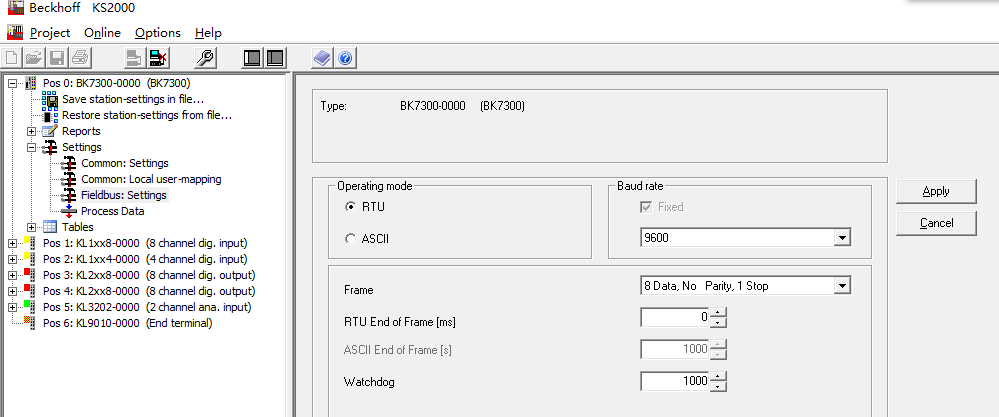 Beckhoff KS2000
Project Online Options Help
Pos 0: BK7300-0000 (BK7300)
Save station-settings in file...
Restore station-settings from file...
Reports
Settings
Common: Settings
Common: Local user-mapping
Fieldbus: Settings
Process Data
Tables
Pos 1: KL1xx8-0000 (8 channel dig. input)
Pos 2: KL1xx4-0000 (4 channel dig. input)
Pos 3: KL2xx8-0000 (8 channel dig. output)
Pos 4: KL2xx8-0000 (8 channel dig. output)
Pos 5: KL3202-0000 (2 channel ana. input)
Pos 6: KL9010-0000 (End terminal)
Type: BK7300-0000 (BK7300)
Operating mode
RTU
ASCII
Baud rate
Fixed
9600
Apply
Cancel
Frame 8 Data, No Parity, 1 Stop
RTU End of Frame [ms] 0
ASCII End of Frame [s] 1000
Watchdog 1000